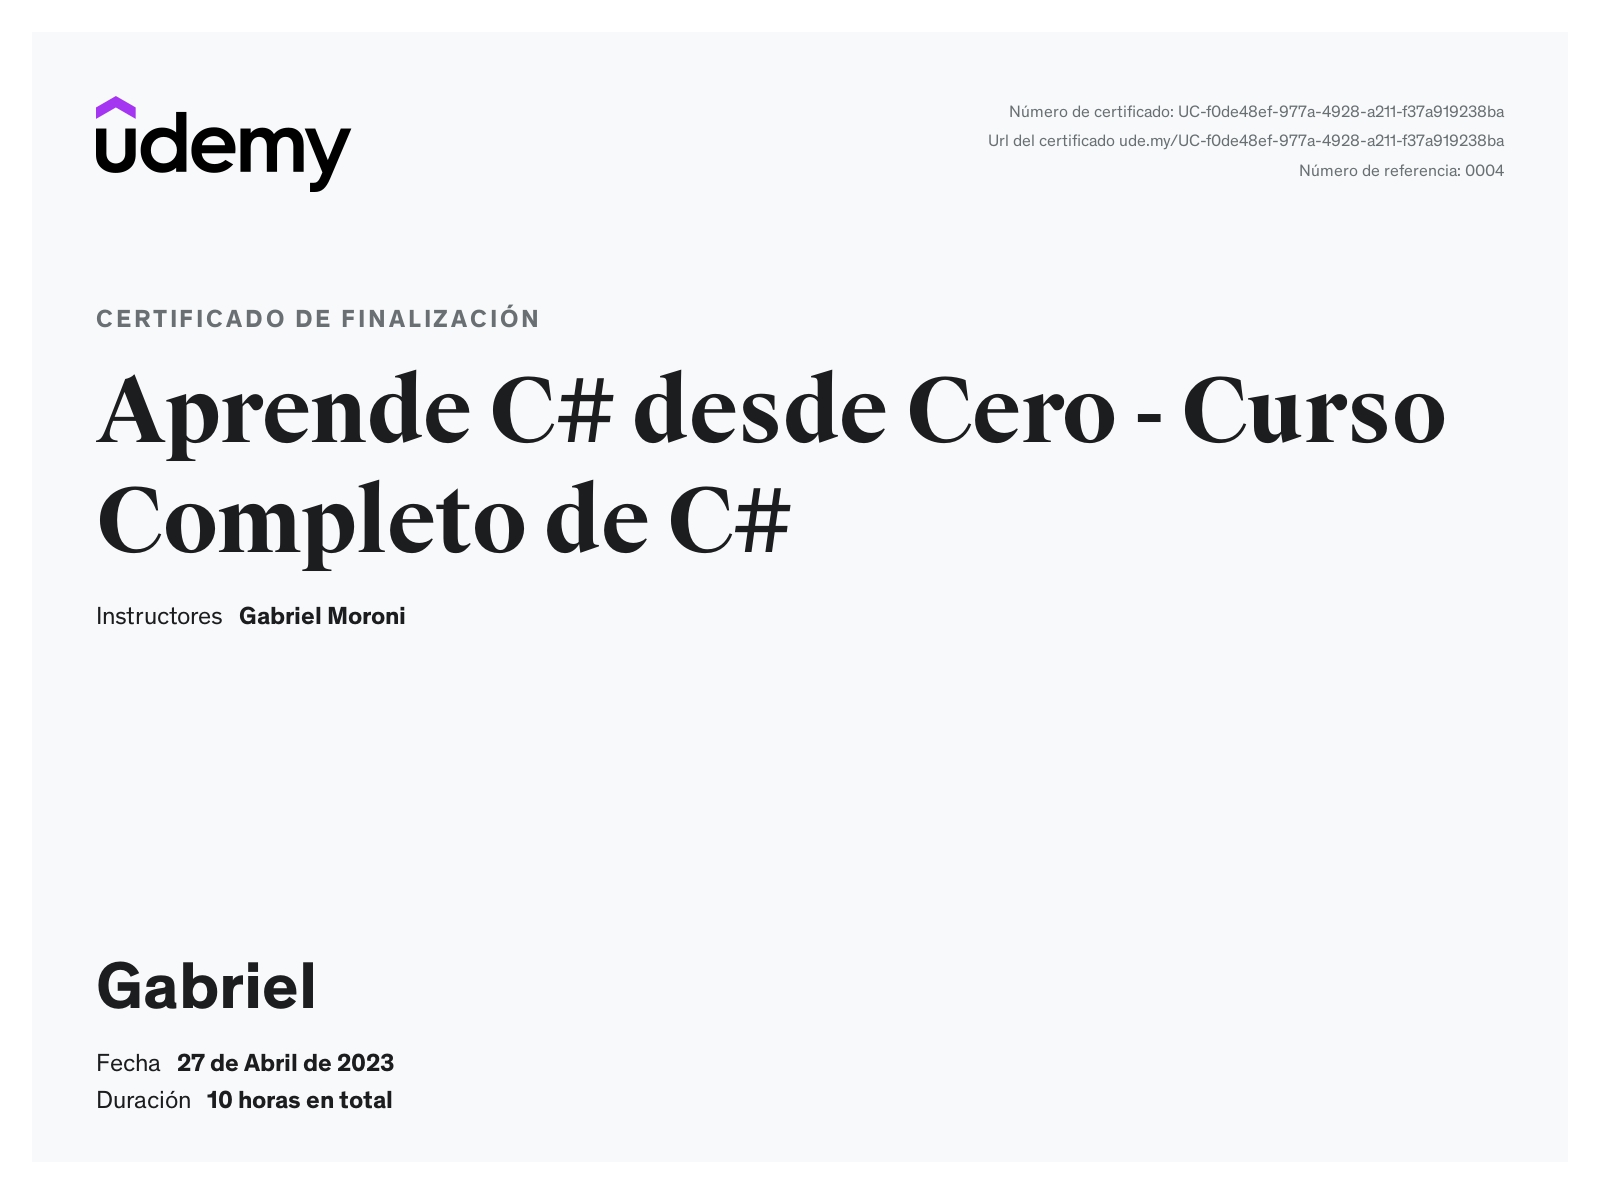 udemy
Número de certificado: UC-f0de48ef-977a-4928-a211-f37a919238ba
Url del certificado ude.my/UC-f0de48ef-977a-4928-a211-f37a919238ba
Número de referencia: 0004
CERTIFICADO DE FINALIZACIÓN
Aprende C# desde Cero - Curso
Completo de C#
Instructores Gabriel Moroni
Gabriel
Fecha 27 de Abril de 2023
Duración 10 horas en total